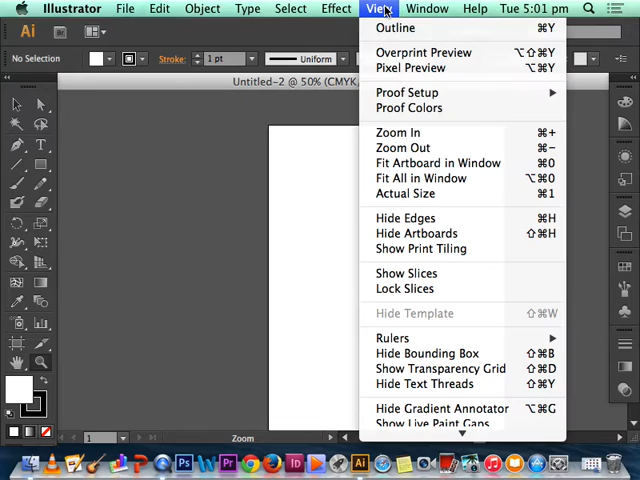 Illustrator File Edit Object Type Select Effect View Window Help Tue 5:01 pm
Ai
No Selection Stroke: 1 pt Uniform
Untitled-2 @ 50% (CMYK
Outline ⌘Y
Overprint Preview ⌥⇧⌘Y
Pixel Preview ⌥⌘Y
Proof Setup
Proof Colors
Zoom In ⌘+
Zoom Out ⌘−
Fit Artboard in Window ⌘0
Fit All in Window ⌥⌘0
Actual Size ⌘1
Hide Edges ⌘H
Hide Artboards ⇧⌘H
Show Print Tiling
Show Slices
Lock Slices
Hide Template ⇧⌘W
Rulers
Hide Bounding Box ⇧⌘B
Show Transparency Grid ⇧⌘D
Hide Text Threads ⇧⌘Y
Hide Gradient Annotator ⌥⌘G
Show Live Paint Gaps
1 Zoom
Ps W Pr Id Ai